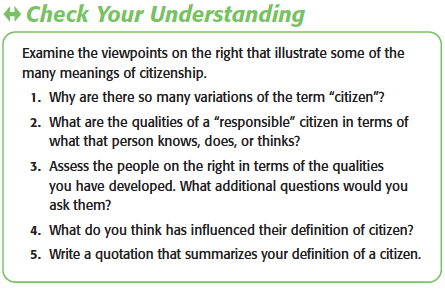 Check Your Understanding
Examine the viewpoints on the right that illustrate some of the
many meanings of citizenship.
1. Why are there so many variations of the term “citizen”?
2. What are the qualities of a “responsible” citizen in terms of
what that person knows, does, or thinks?
3. Assess the people on the right in terms of the qualities
you have developed. What additional questions would you
ask them?
4. What do you think has influenced their definition of citizen?
5. Write a quotation that summarizes your definition of a citizen.